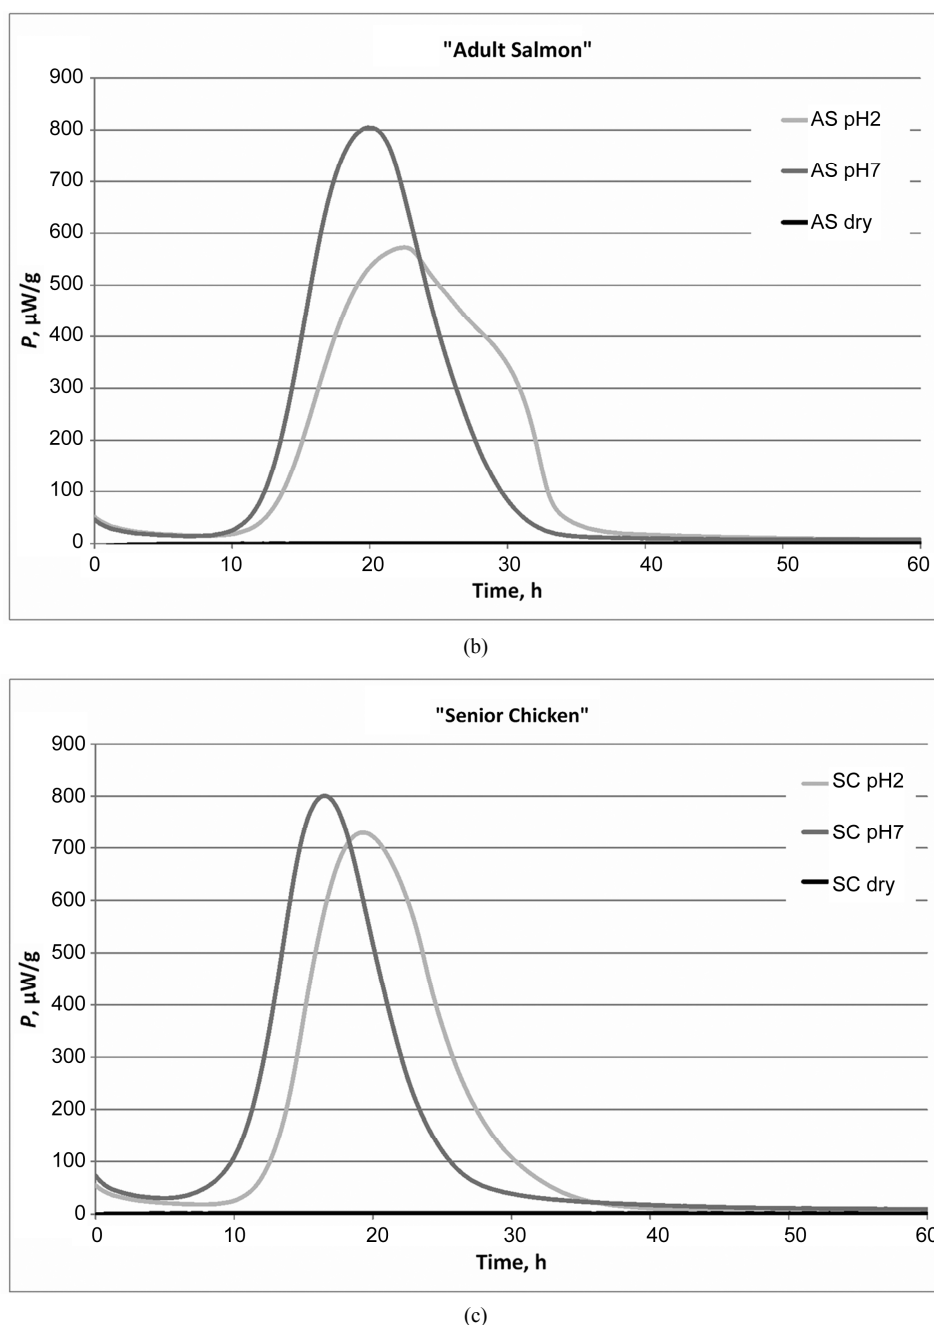 "Adult Salmon"
900
800
700
600
500
400
300
200
100
0
P, µW/g
AS pH2
AS pH7
AS dry
0 10 20 30 40 50 60
Time, h
(b)
"Senior Chicken"
900
800
700
600
500
400
300
200
100
0
P, µW/g
SC pH2
SC pH7
SC dry
0 10 20 30 40 50 60
Time, h
(c)